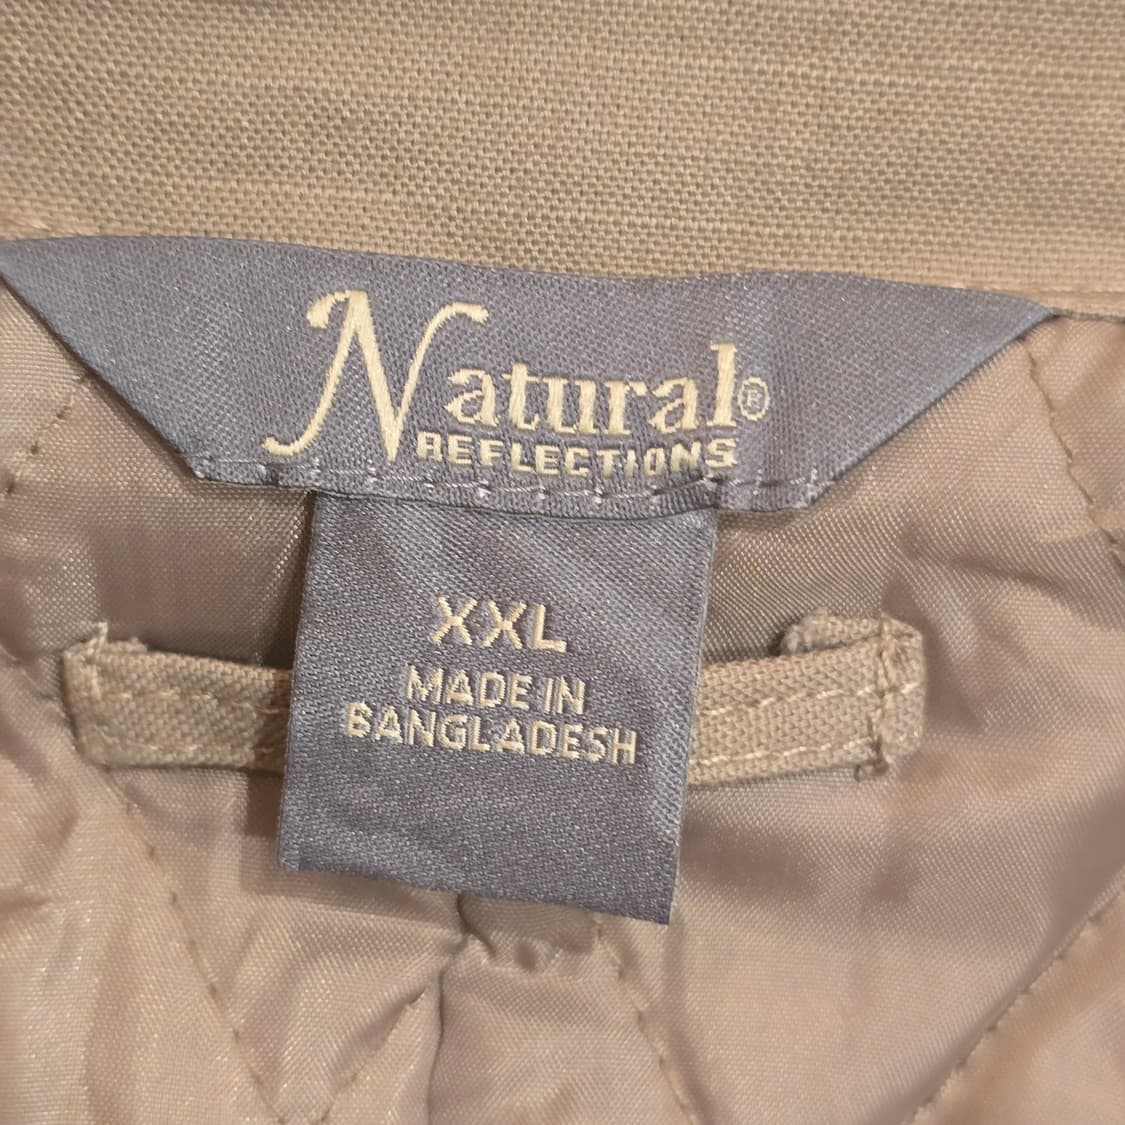 Natural®
REFLECTIONS
XXL
MADE IN
BANGLADESH